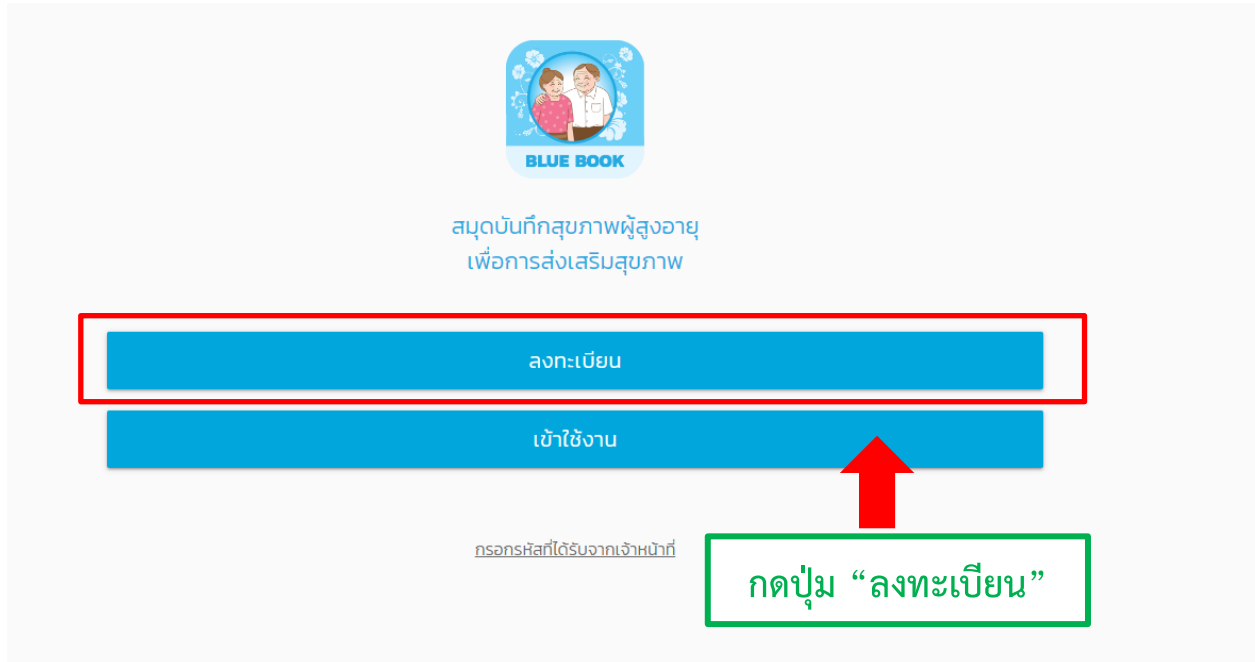 BLUE BOOK
สมุดบันทึกสุขภาพผู้สูงอายุ
เพื่อการส่งเสริมสุขภาพ
ลงทะเบียน
เข้าใช้งาน
กรอกรหัสที่ได้รับจากเจ้าหน้าที่
กดปุ่ม “ลงทะเบียน”